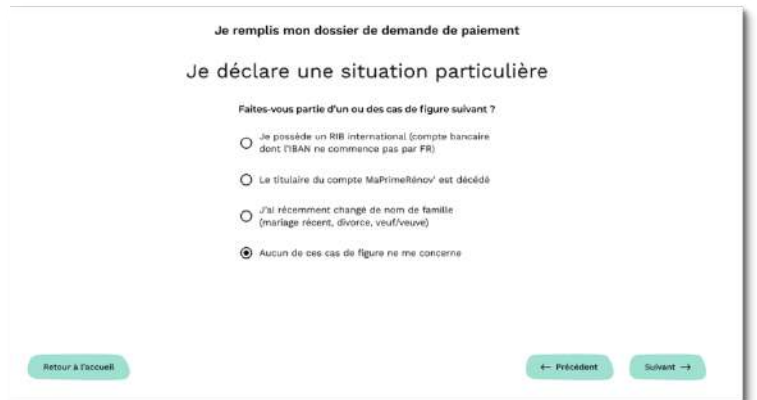 Je remplis mon dossier de demande de paiement
Je déclare une situation particulière
Faites-vous partie d'un ou des cas de figure suivant ?
Je possède un RIB international (compte bancaire
dont l'IBAN ne commence pas par FR)
Le titulaire du compte MaPrimeRénov' est décédé
J'ai récemment changé de nom de famille
(mariage récent, divorce, veuf/veuve)
Aucun de ces cas de figure ne me concerne
Retour à l'accueil
← Précédent
Suivant →